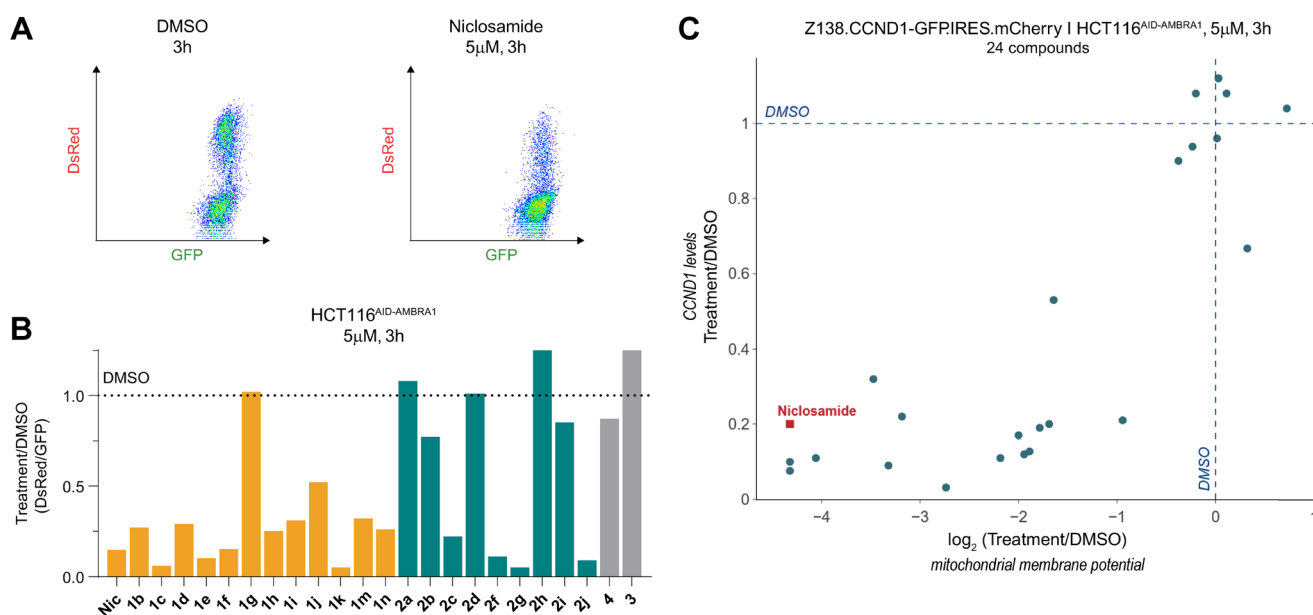 A
DMSO
3h
Niclosamide
5μM, 3h
DsRed
GFP
DsRed
GFP
B
HCT116AID-AMBRA1
5μM, 3h
Treatment/DMSO
(DsRed/GFP)
DMSO
1.0
0.5
0.0
Nic 1b 1c 1d 1e 1f 1g 1h 1i 1j 1k 1m 1n 2a 2b 2c 2d 2f 2g 2h 2i 2j 4 3
C
Z138.CCND1-GFP.IRES.mCherry I HCT116AID-AMBRA1, 5μM, 3h
24 compounds
CCND1 levels
Treatment/DMSO
DMSO
1
0.8
0.6
0.4
0.2
0
Niclosamide
DMSO
−4 −3 −2 −1 0 1
log2 (Treatment/DMSO)
mitochondrial membrane potential